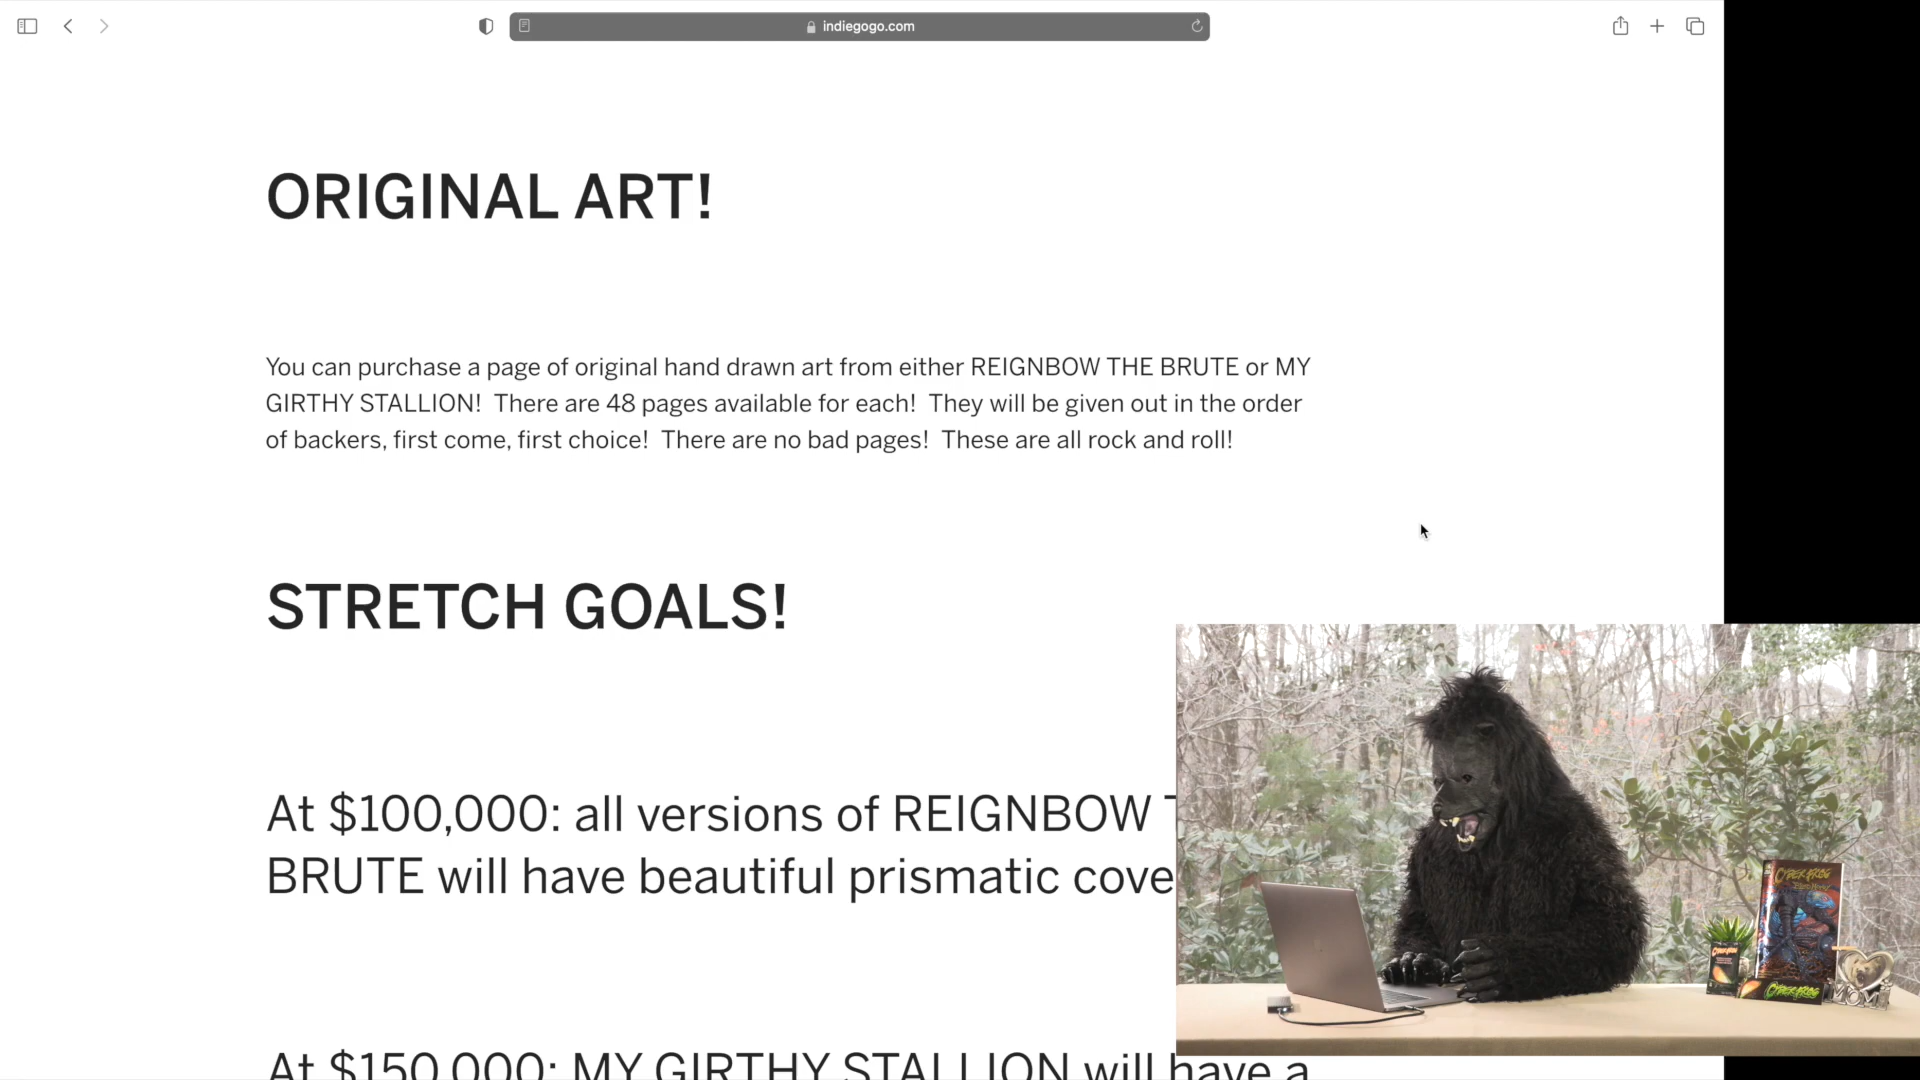 indiegogo.com
ORIGINAL ART!
You can purchase a page of original hand drawn art from either REIGNBOW THE BRUTE or MY
GIRTHY STALLION!  There are 48 pages available for each!  They will be given out in the order
of backers, first come, first choice!  There are no bad pages!  These are all rock and roll!
STRETCH GOALS!
At $100,000: all versions of REIGNBOW
BRUTE will have beautiful prismatic cove
At $150,000: MY GIRTHY STALLION will have a
CYBERFROG
CYBERFROG
CYBERFROG
MOM